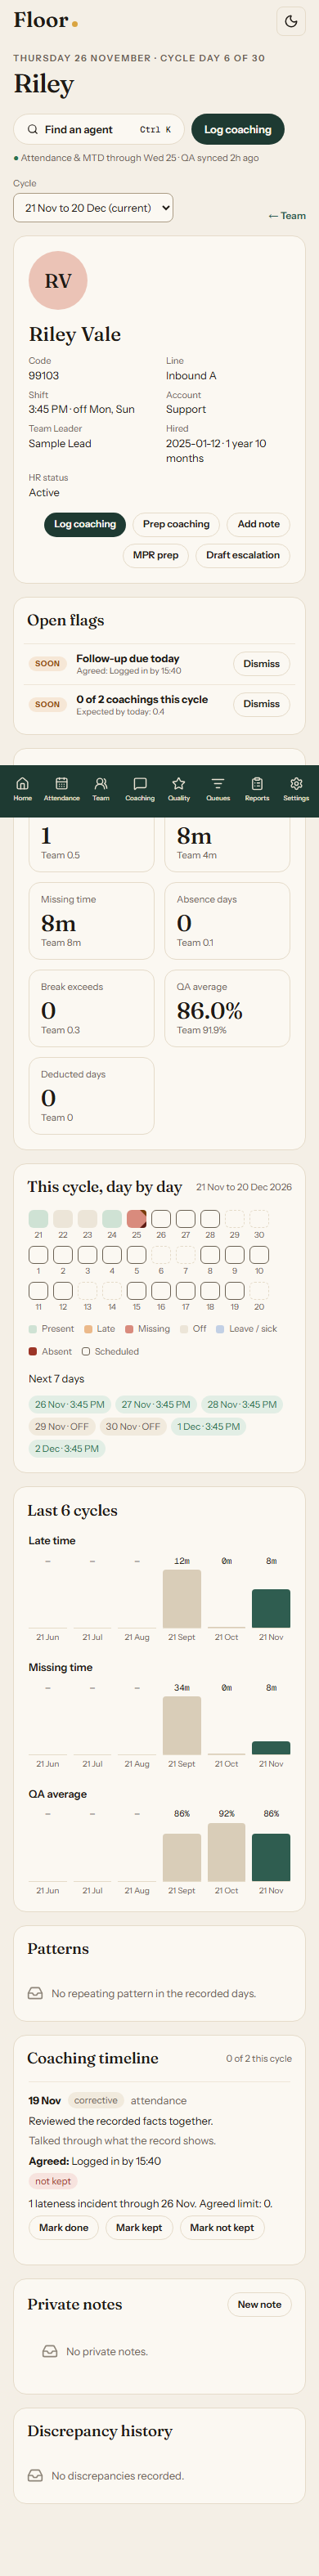 Floor.
THURSDAY 26 NOVEMBER · CYCLE DAY 6 OF 30
Riley
Find an agent Ctrl K Log coaching
Attendance & MTD through Wed 25 · QA synced 2h ago
Cycle
21 Nov to 20 Dec (current) ← Team
RV
Riley Vale
Code Line
99103 Inbound A
Shift Account
3:45 PM · off Mon, Sun Support
Team Leader Hired
Sample Lead 2025-01-12 · 1 year 10
months
HR status
Active
Log coaching Prep coaching Add note
MPR prep Draft escalation
Open flags
SOON Follow-up due today Dismiss
Agreed: Logged in by 15:40
SOON 0 of 2 coachings this cycle Dismiss
Expected by today: 0.4
Home Attendance Team Coaching Quality Queues Reports Settings
1 8m
Team 0.5 Team 4m
Missing time Absence days
8m 0
Team 8m Team 0.1
Break exceeds QA average
0 86.0%
Team 0.3 Team 91.9%
Deducted days
0
Team 0
This cycle, day by day 21 Nov to 20 Dec 2026
21 22 23 24 25 26 27 28 29 30
1 2 3 4 5 6 7 8 9 10
11 12 13 14 15 16 17 18 19 20
Present Late Missing Off Leave / sick
Absent Scheduled
Next 7 days
26 Nov · 3:45 PM 27 Nov · 3:45 PM 28 Nov · 3:45 PM
29 Nov · OFF 30 Nov · OFF 1 Dec · 3:45 PM
2 Dec · 3:45 PM
Last 6 cycles
Late time
– – – 12m 0m 8m
21 Jun 21 Jul 21 Aug 21 Sept 21 Oct 21 Nov
Missing time
– – – 34m 0m 8m
21 Jun 21 Jul 21 Aug 21 Sept 21 Oct 21 Nov
QA average
– – – 86% 92% 86%
21 Jun 21 Jul 21 Aug 21 Sept 21 Oct 21 Nov
Patterns
No repeating pattern in the recorded days.
Coaching timeline 0 of 2 this cycle
19 Nov corrective attendance
Reviewed the recorded facts together.
Talked through what the record shows.
Agreed: Logged in by 15:40
not kept
1 lateness incident through 26 Nov. Agreed limit: 0.
Mark done Mark kept Mark not kept
Private notes New note
No private notes.
Discrepancy history
No discrepancies recorded.